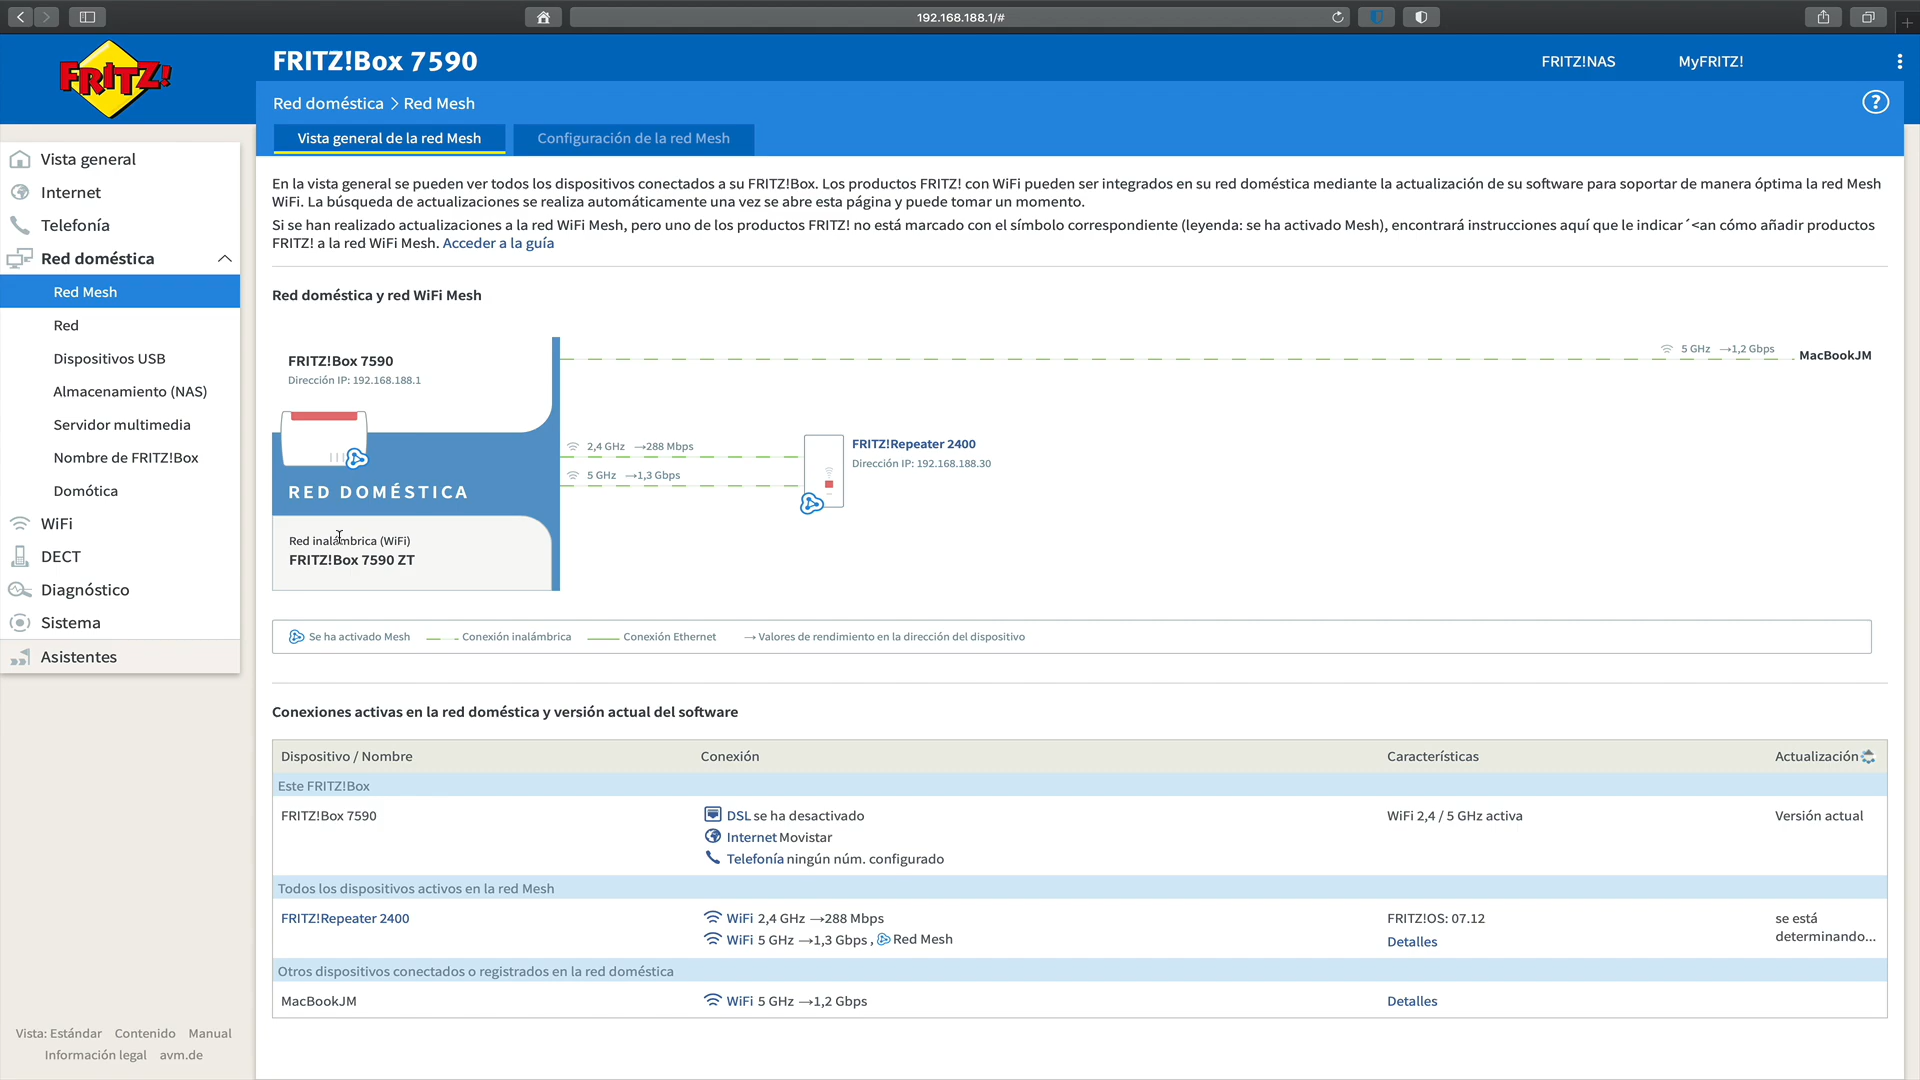 192.168.188.1/#
FRITZ!
FRITZ!Box 7590
FRITZ!NAS
MyFRITZ!
Red doméstica > Red Mesh
?
Vista general de la red Mesh
Configuración de la red Mesh
Vista general
Internet
Telefonía
Red doméstica
Red Mesh
Red
Dispositivos USB
Almacenamiento (NAS)
Servidor multimedia
Nombre de FRITZ!Box
Domótica
WiFi
DECT
Diagnóstico
Sistema
Asistentes
Vista: Estándar Contenido Manual
Información legal avm.de
En la vista general se pueden ver todos los dispositivos conectados a su FRITZ!Box. Los productos FRITZ! con WiFi pueden ser integrados en su red doméstica mediante la actualización de su software para soportar de manera óptima la red Mesh
WiFi. La búsqueda de actualizaciones se realiza automáticamente una vez se abre esta página y puede tomar un momento.
Si se han realizado actualizaciones a la red WiFi Mesh, pero uno de los productos FRITZ! no está marcado con el símbolo correspondiente (leyenda: se ha activado Mesh), encontrará instrucciones aquí que le indicar´<an cómo añadir productos
FRITZ! a la red WiFi Mesh. Acceder a la guía
Red doméstica y red WiFi Mesh
FRITZ!Box 7590
Dirección IP: 192.168.188.1
RED DOMÉSTICA
Red inalámbrica (WiFi)
FRITZ!Box 7590 ZT
5 GHz →1,2 Gbps
MacBookJM
2,4 GHz →288 Mbps
5 GHz →1,3 Gbps
FRITZ!Repeater 2400
Dirección IP: 192.168.188.30
Se ha activado Mesh Conexión inalámbrica Conexión Ethernet → Valores de rendimiento en la dirección del dispositivo
Conexiones activas en la red doméstica y versión actual del software
Dispositivo / Nombre Conexión Características Actualización
Este FRITZ!Box
FRITZ!Box 7590 DSL se ha desactivado WiFi 2,4 / 5 GHz activa Versión actual
Internet Movistar
Telefonía ningún núm. configurado
Todos los dispositivos activos en la red Mesh
FRITZ!Repeater 2400 WiFi 2,4 GHz →288 Mbps FRITZ!OS: 07.12 se está
WiFi 5 GHz →1,3 Gbps , Red Mesh Detalles determinando...
Otros dispositivos conectados o registrados en la red doméstica
MacBookJM WiFi 5 GHz →1,2 Gbps Detalles